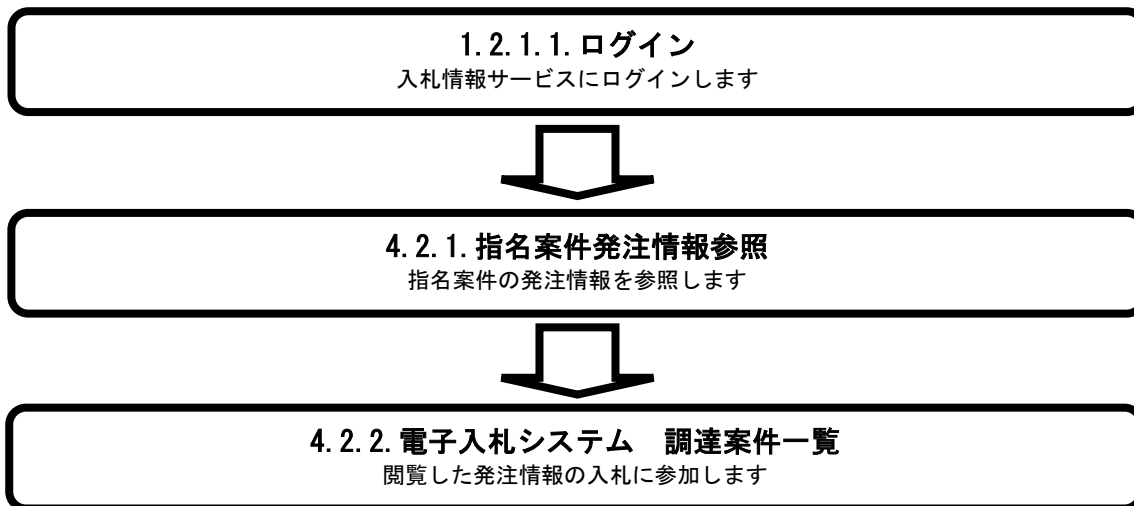 1.2.1.1.ログイン
入札情報サービスにログインします
4.2.1.指名案件発注情報参照
指名案件の発注情報を参照します
4.2.2.電子入札システム　調達案件一覧
閲覧した発注情報の入札に参加します